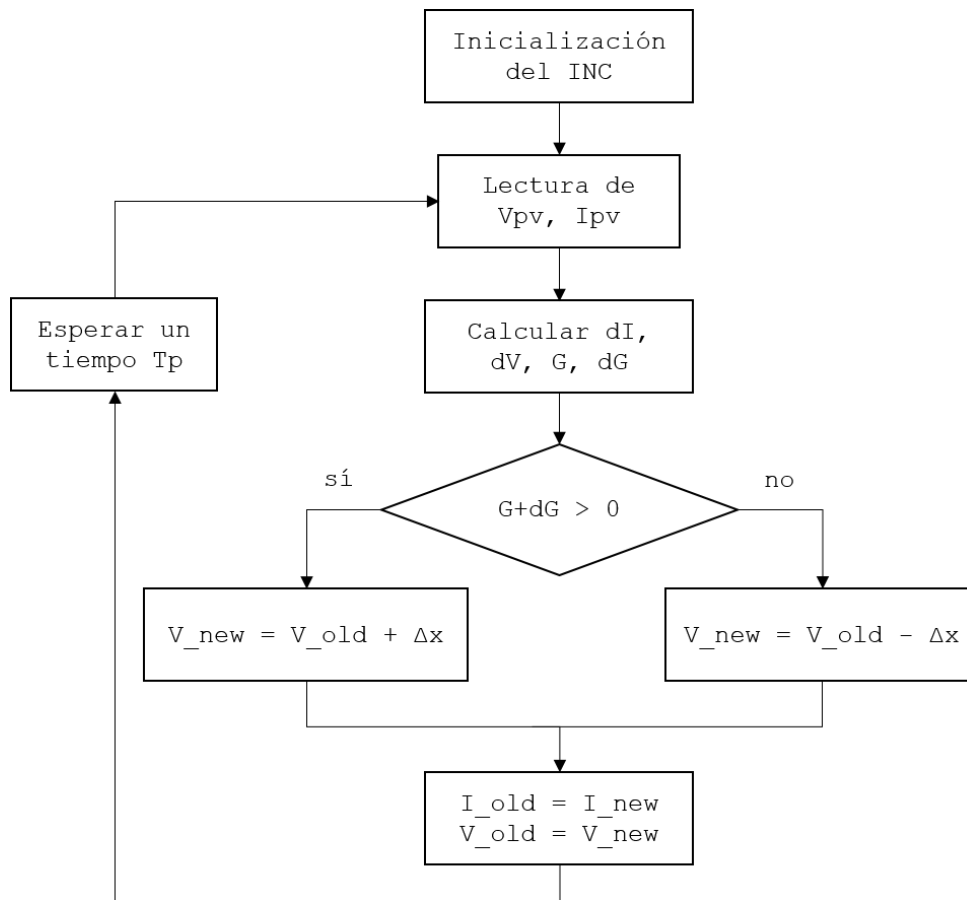 Inicialización
del INC
Lectura de
Vpv, Ipv
Esperar un
tiempo Tp
Calcular dI,
dV, G, dG
sí
no
G+dG > 0
V_new = V_old + Δx
V_new = V_old - Δx
I_old = I_new
V_old = V_new